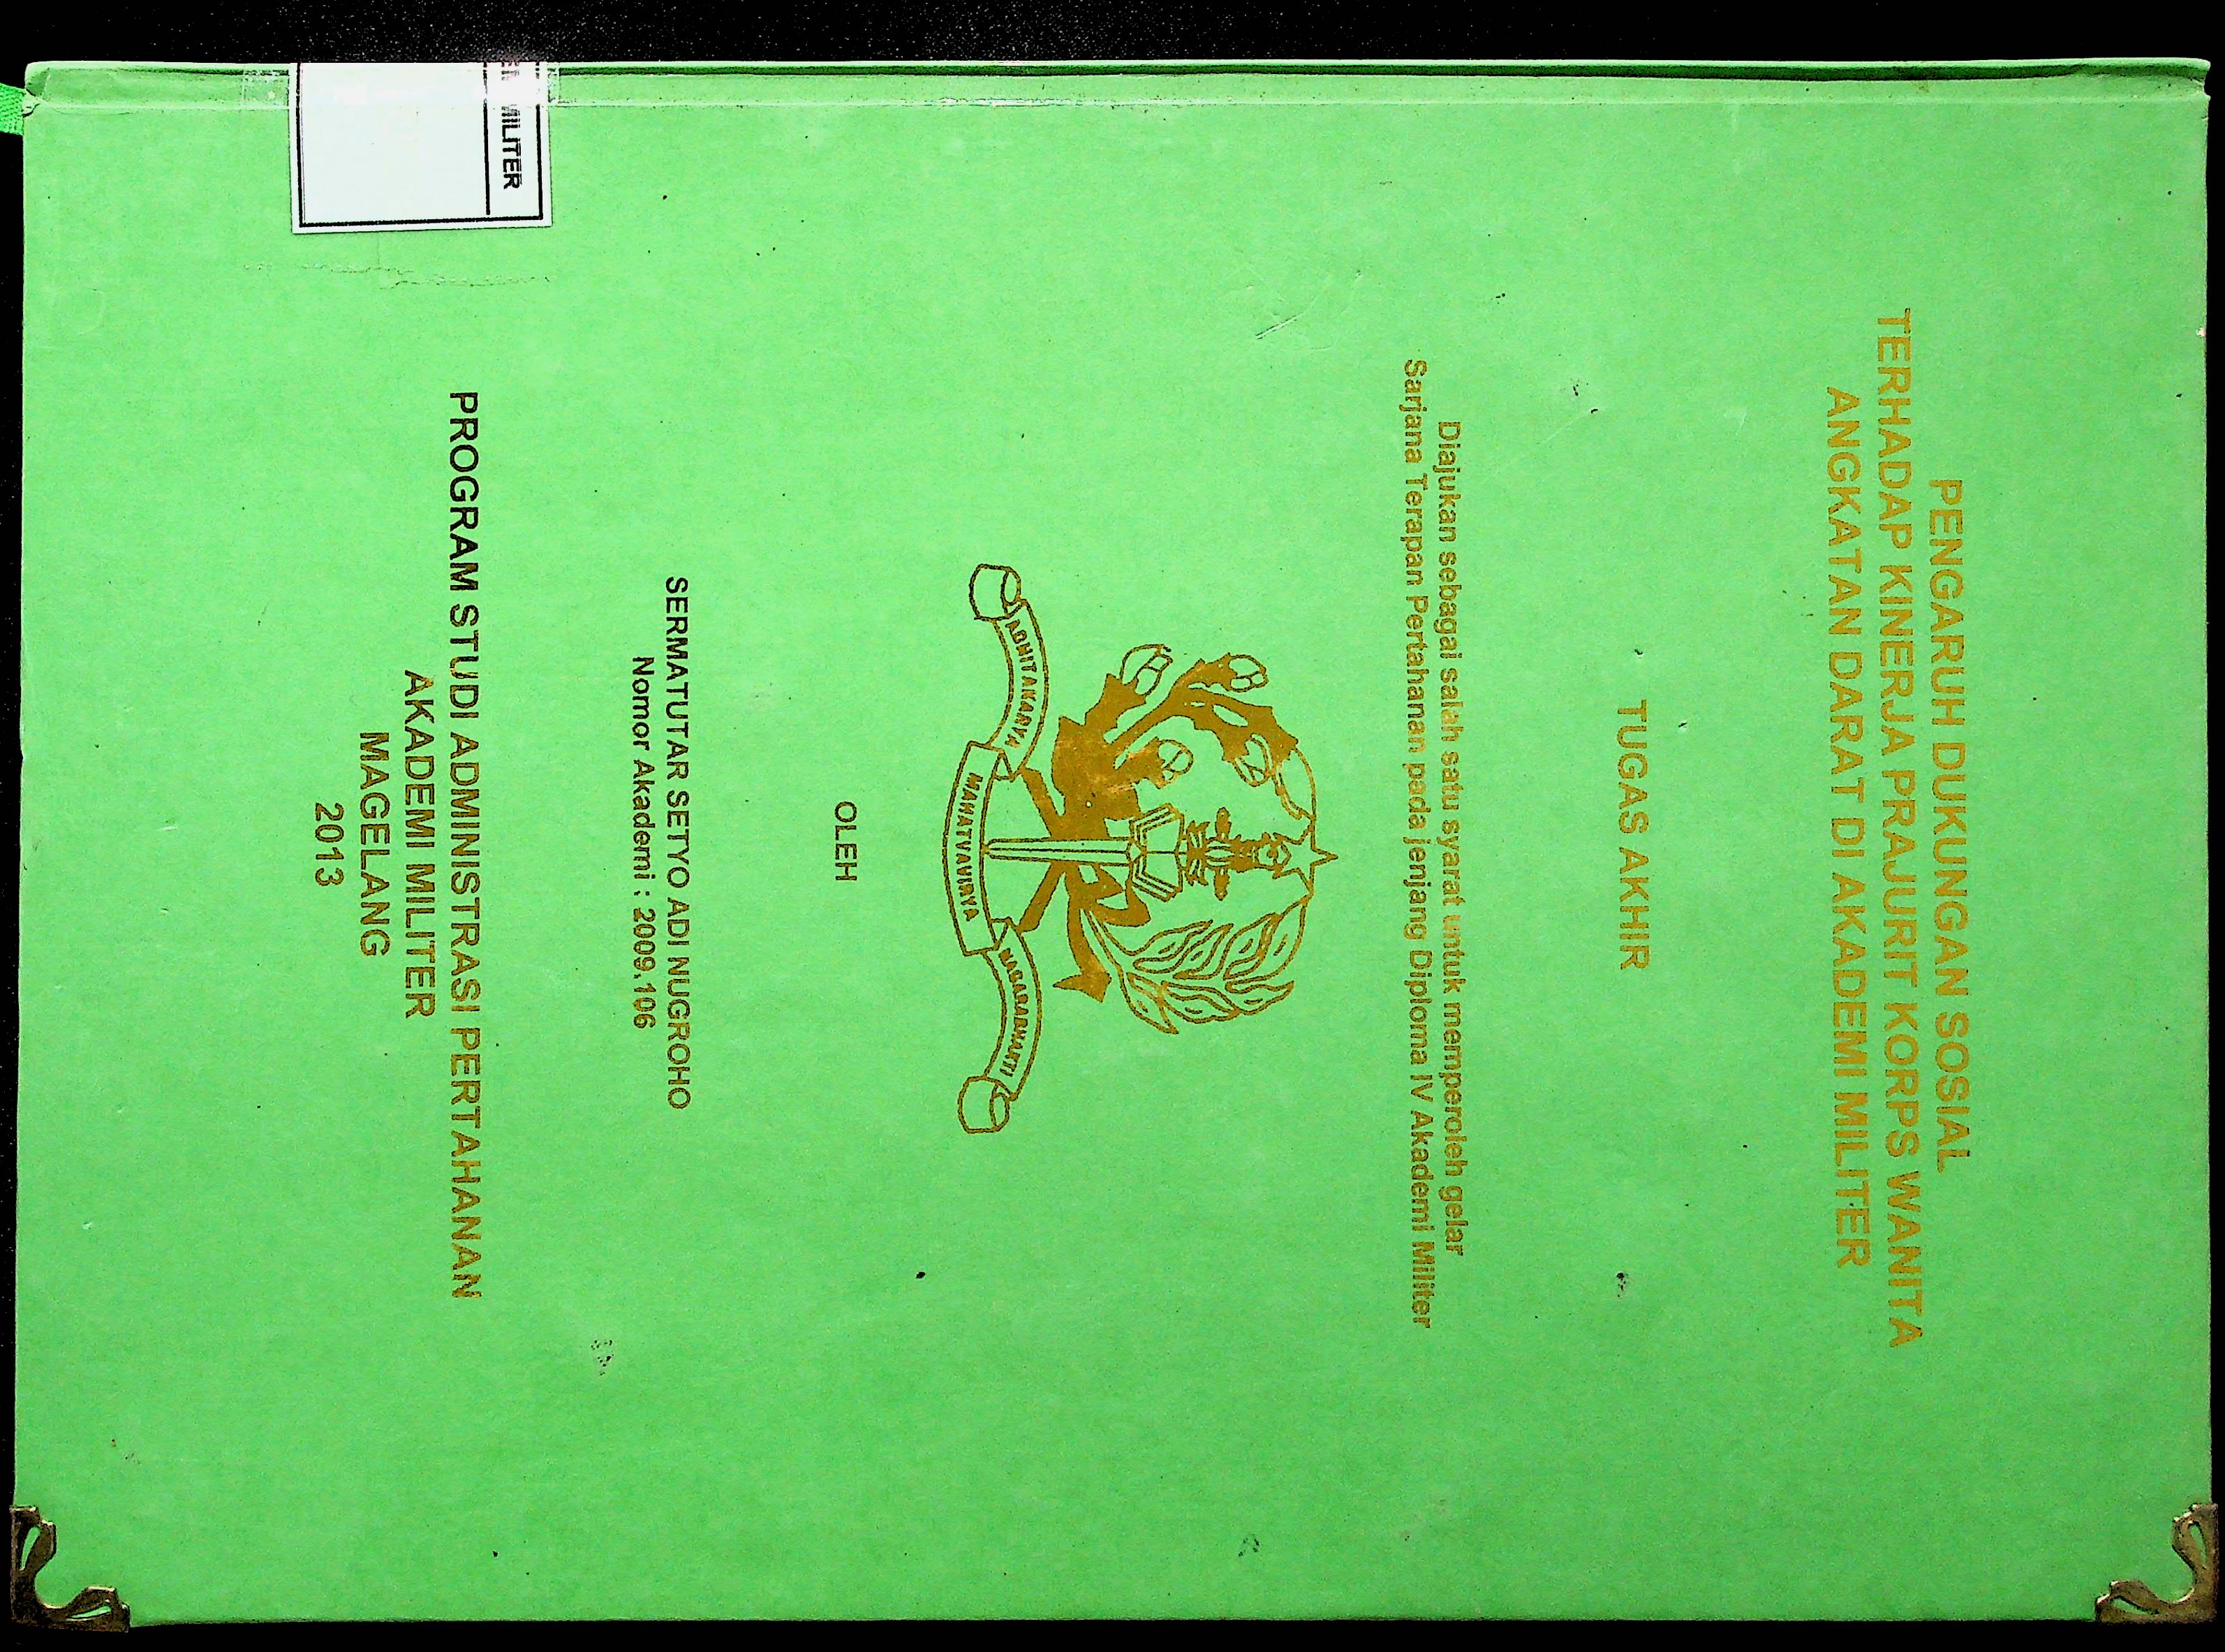 PENGARUH DUKUNGAN SOSIAL
TERHADAP KINERJA PRAJURIT KORPS WANITA
ANGKATAN DARAT DI AKADEMI MILITER
TUGAS AKHIR
Diajukan sebagai salah satu syarat untuk memperoleh gelar
Sarjana Terapan Pertahanan pada jenjang Diploma IV Akademi Militer
ADHITAKARYA MAHATVAVIRYA NAGARABHAKTI
OLEH
SERMATUTAR SETYO ADI NUGROHO
Nomor Akademi : 2009.106
PROGRAM STUDI ADMINISTRASI PERTAHANAN
AKADEMI MILITER
MAGELANG
2013
MILITER